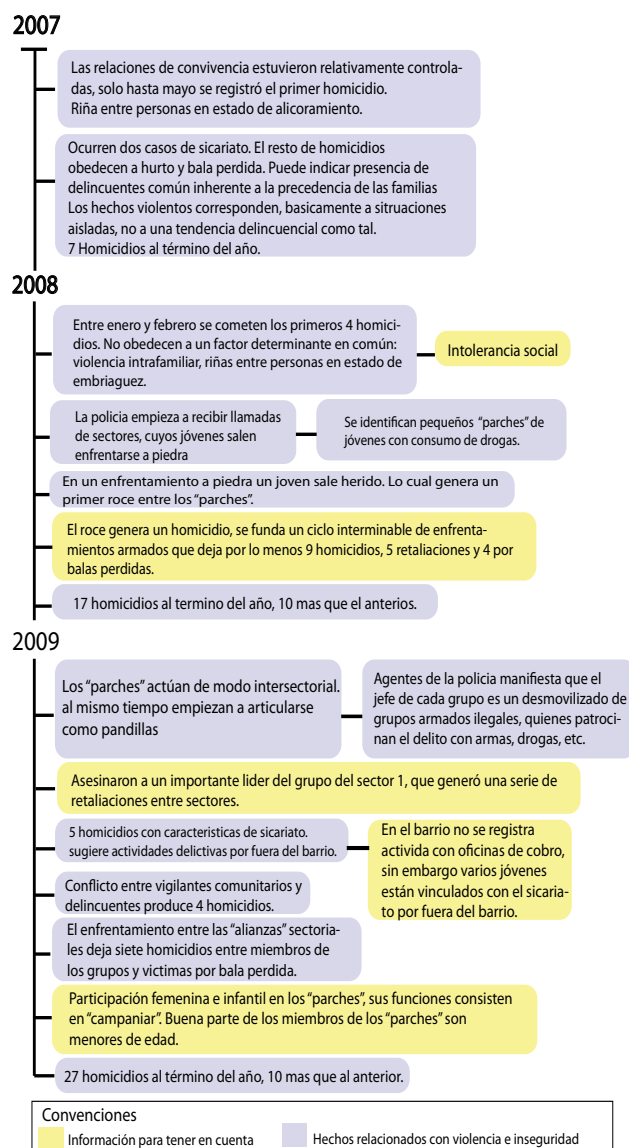 2007
Las relaciones de convivencia estuvieron relativamente controla-
das, solo hasta mayo se registró el primer homicidio.
Riña entre personas en estado de alicoramiento.
Ocurren dos casos de sicariato. El resto de homicidios
obedecen a hurto y bala perdida. Puede indicar presencia de
delincuentes común inherente a la precedencia de las familias
Los hechos violentos corresponden, basicamente a situaciones
aisladas, no a una tendencia delincuencial como tal.
7 Homicidios al término del año.
2008
Entre enero y febrero se cometen los primeros 4 homici-
dios. No obedecen a un factor determinante en común:
violencia intrafamiliar, riñas entre personas en estado de
embriaguez.
Intolerancia social
La policia empieza a recibir llamadas
de sectores, cuyos jóvenes salen
enfrentarse a piedra
Se identifican pequeños "parches" de
jóvenes con consumo de drogas.
En un enfrentamiento a piedra un joven sale herido. Lo cual genera un
primer roce entre los "parches".
El roce genera un homicidio, se funda un ciclo interminable de enfrenta-
mientos armados que deja por lo menos 9 homicidios, 5 retaliaciones y 4 por
balas perdidas.
17 homicidios al termino del año, 10 mas que el anterios.
2009
Los "parches" actúan de modo intersectorial.
al mismo tiempo empiezan a articularse
como pandillas
Agentes de la policia manifiesta que el
jefe de cada grupo es un desmovilizado de
grupos armados ilegales, quienes patroci-
nan el delito con armas, drogas, etc.
Asesinaron a un importante lider del grupo del sector 1, que generó una serie de
retaliaciones entre sectores.
5 homicidios con caracteristicas de sicariato.
sugiere actividades delictivas por fuera del barrio.
En el barrio no se registra
activida con oficinas de cobro,
sin embargo varios jóvenes
están vinculados con el sicaria-
to por fuera del barrio.
Conflicto entre vigilantes comunitarios y
delincuentes produce 4 homicidios.
El enfrentamiento entre las "alianzas" sectoria-
les deja siete homicidios entre miembros de
los grupos y victimas por bala perdida.
Participación femenina e infantil en los "parches", sus funciones consisten
en "campaniar". Buena parte de los miembros de los "parches" son
menores de edad.
27 homicidios al término del año, 10 mas que al anterior.
Convenciones
Información para tener en cuenta
Hechos relacionados con violencia e inseguridad